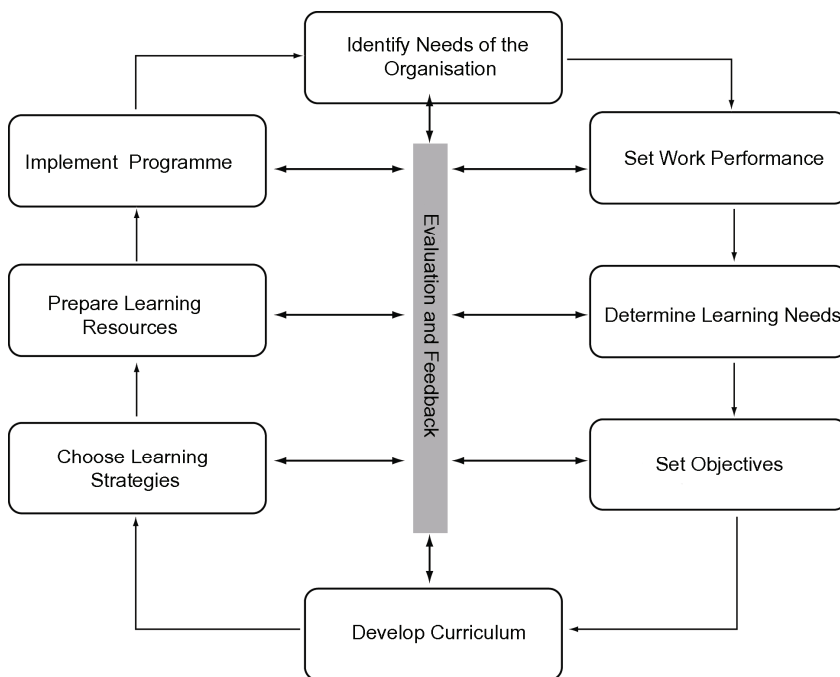 Identify Needs of the
Organisation
Implement Programme
Set Work Performance
Evaluation and Feedback
Prepare Learning
Resources
Determine Learning Needs
Choose Learning
Strategies
Set Objectives
Develop Curriculum